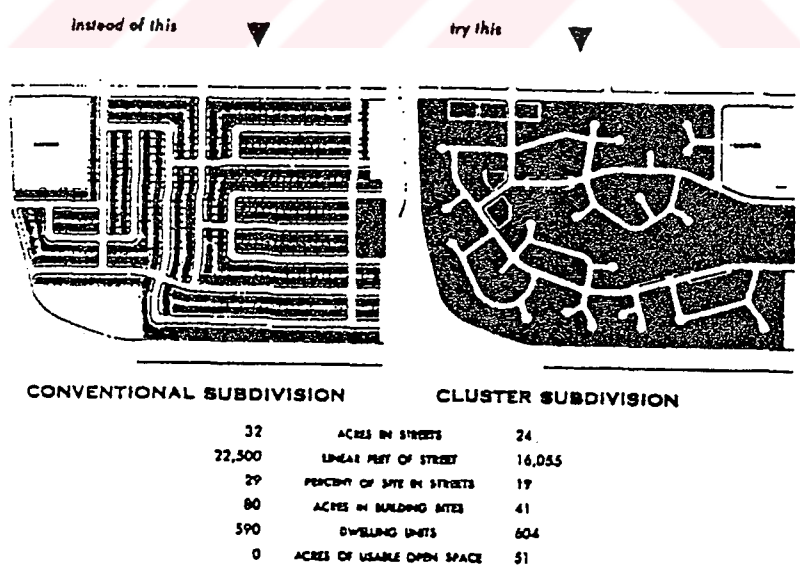 instead of this
try this
CONVENTIONAL SUBDIVISION
CLUSTER SUBDIVISION
32 ACRES IN STREETS 24
22,500 LINEAR FEET OF STREET 16,055
29 PERCENT OF SITE IN STREETS 19
80 ACRES IN BUILDING SITES 41
590 DWELLING UNITS 604
0 ACRES OF USABLE OPEN SPACE 51